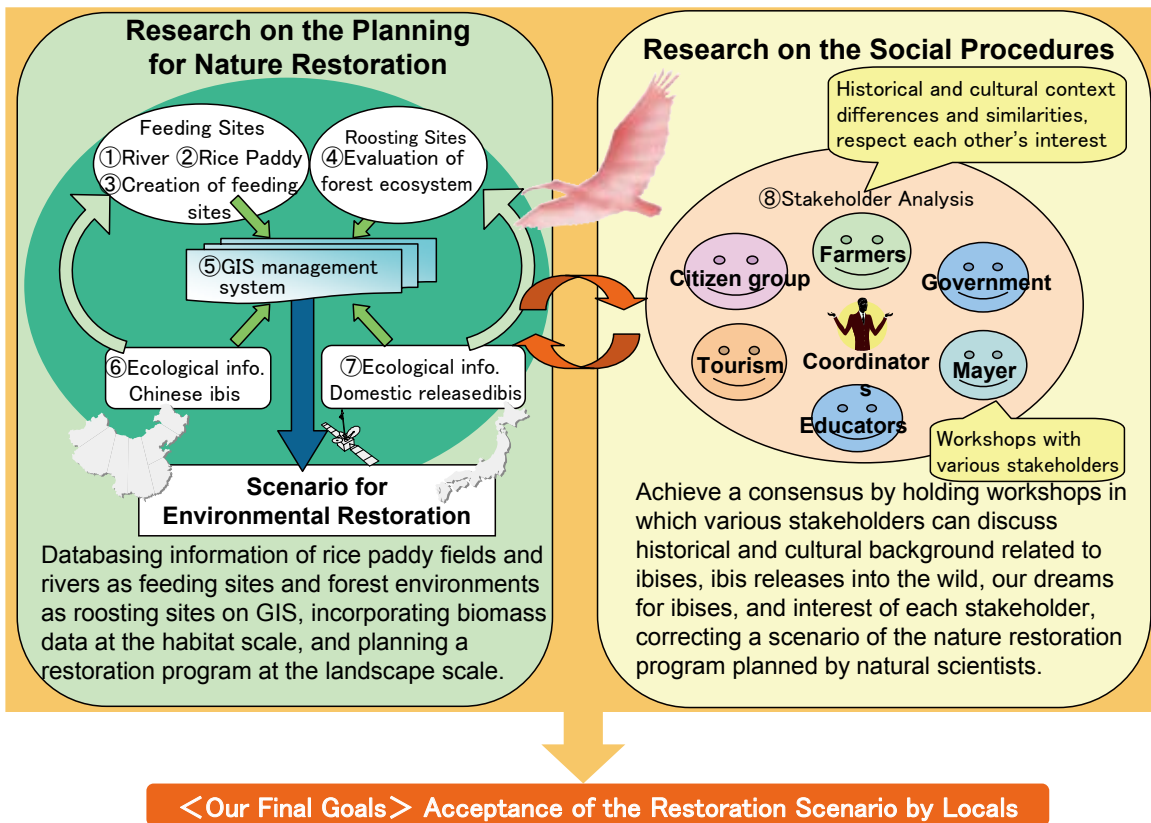 Research on the Planning
for Nature Restoration
Feeding Sites
①River ②Rice Paddy
③Creation of feeding
sites
Roosting Sites
④Evaluation of
forest ecosystem
⑤GIS management
system
⑥Ecological info.
Chinese ibis
⑦Ecological info.
Domestic releasedibis
Scenario for
Environmental Restoration
Databasing information of rice paddy fields and
rivers as feeding sites and forest environments
as roosting sites on GIS, incorporating biomass
data at the habitat scale, and planning a
restoration program at the landscape scale.
Research on the Social Procedures
Historical and cultural context
differences and similarities,
respect each other's interest
⑧Stakeholder Analysis
Citizen group
Farmers
Government
Tourism
Coordinator
s
Mayer
Educators
Workshops with
various stakeholders
Achieve a consensus by holding workshops in
which various stakeholders can discuss
historical and cultural background related to
ibises, ibis releases into the wild, our dreams
for ibises, and interest of each stakeholder,
correcting a scenario of the nature restoration
program planned by natural scientists.
＜Our Final Goals＞ Acceptance of the Restoration Scenario by Locals